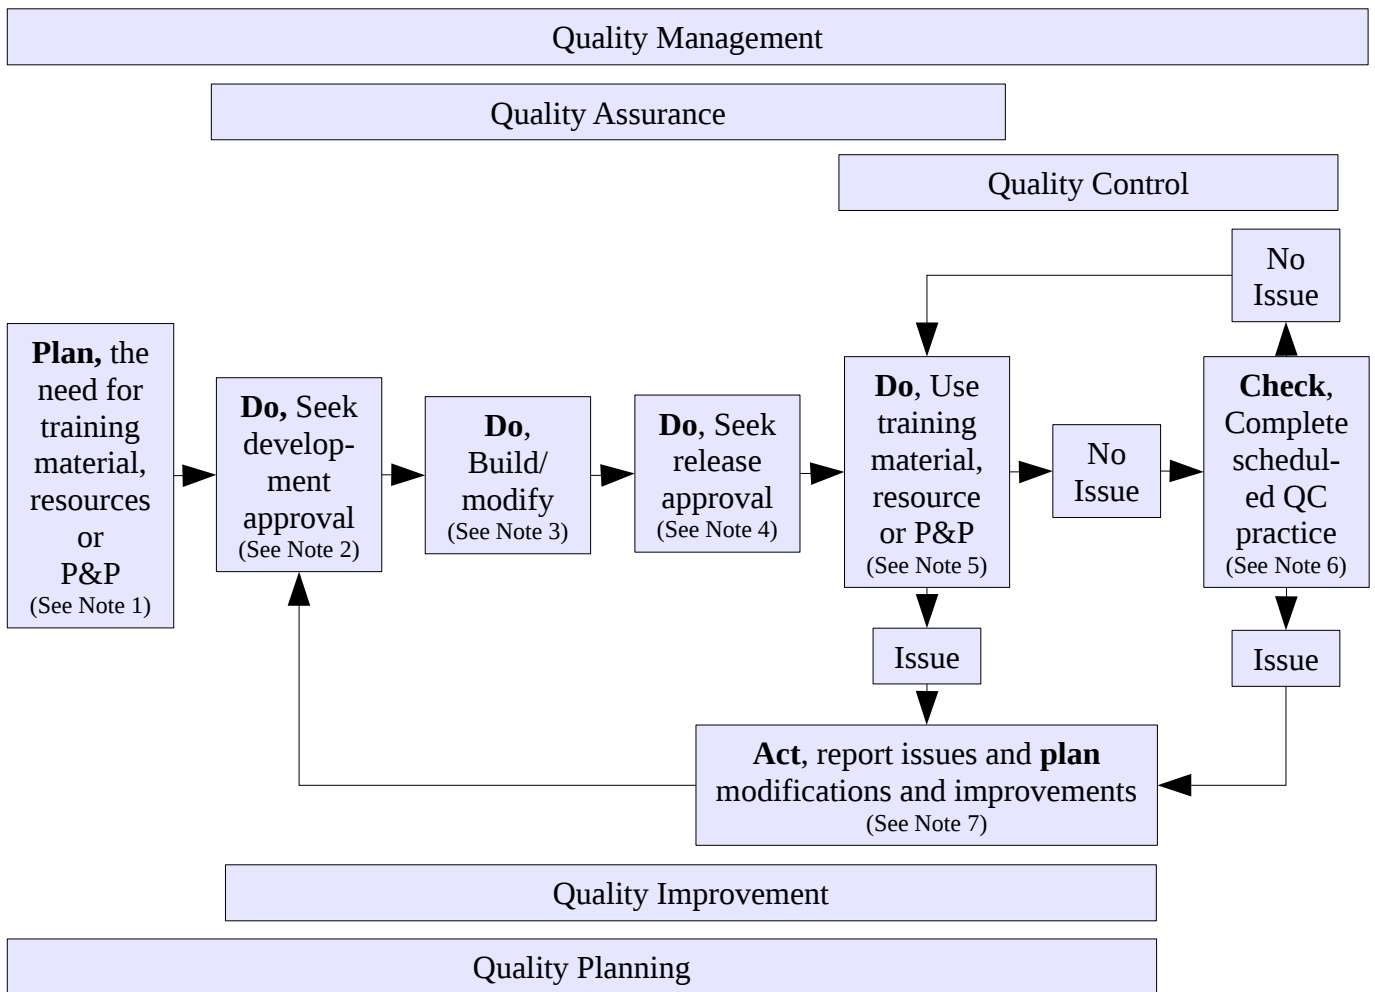 Quality Management
Quality Assurance
Quality Control
No
Issue
Plan, the
need for
training
material,
resources
or
P&P
(See Note 1)
Do, Seek
develop-
ment
approval
(See Note 2)
Do,
Build/
modify
(See Note 3)
Do, Seek
release
approval
(See Note 4)
Do, Use
training
material,
resource
or P&P
(See Note 5)
No
Issue
Check,
Complete
schedul-
ed QC
practice
(See Note 6)
Issue
Issue
Act, report issues and plan
modifications and improvements
(See Note 7)
Quality Improvement
Quality Planning